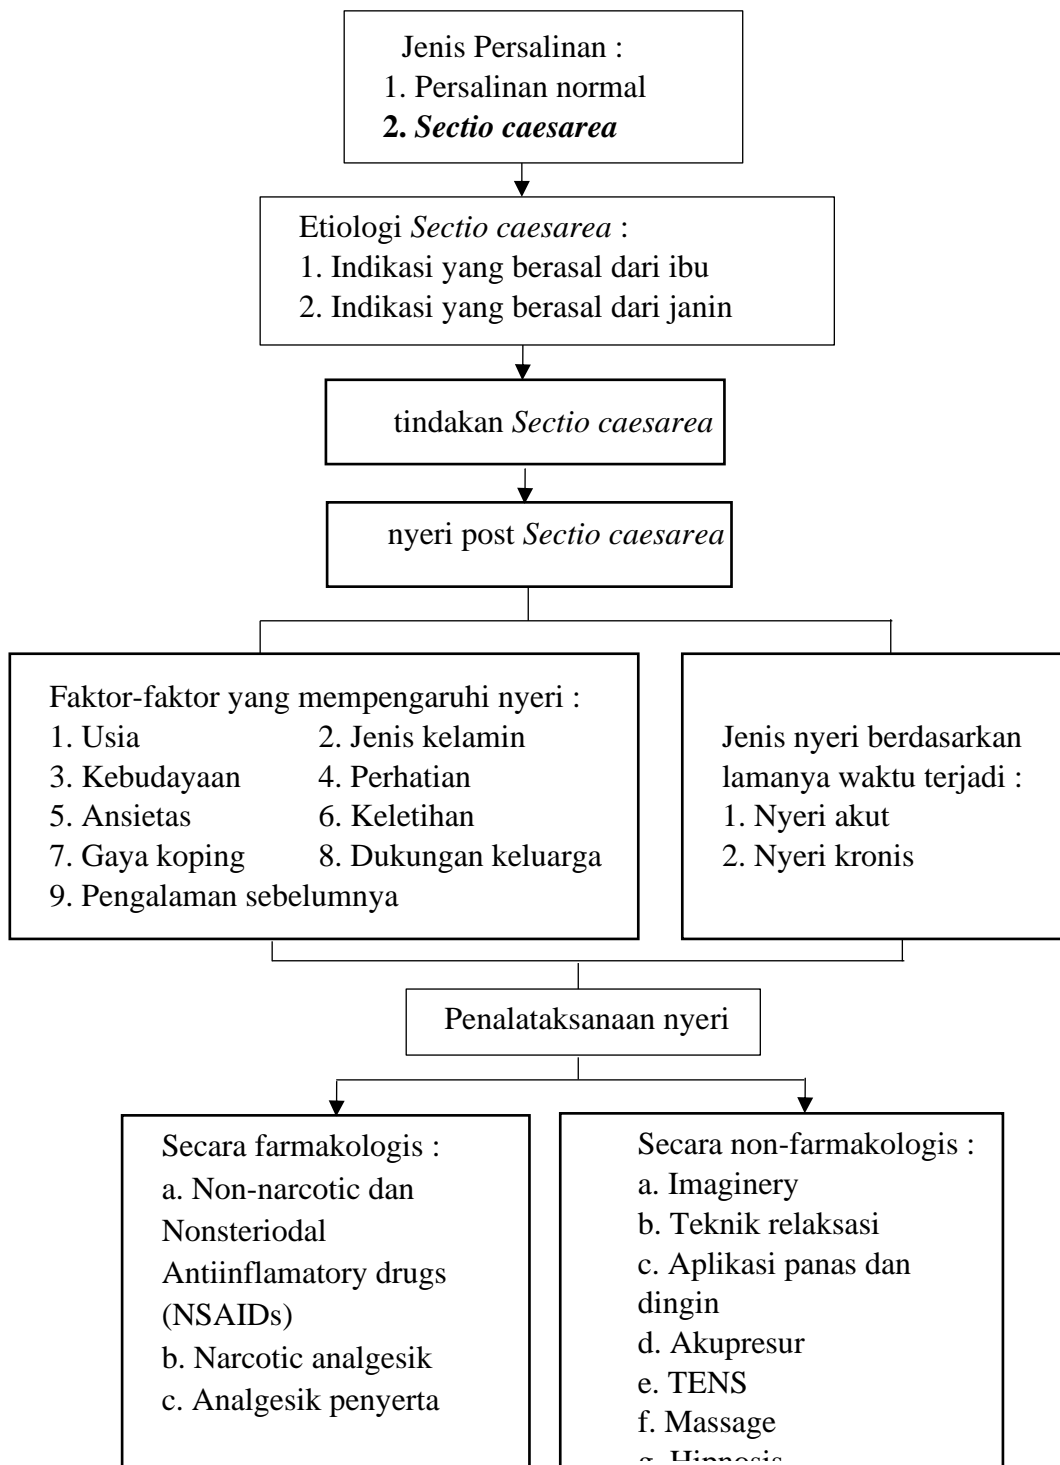 Jenis Persalinan :
1. Persalinan normal
2. Sectio caesarea
Etiologi Sectio caesarea :
1. Indikasi yang berasal dari ibu
2. Indikasi yang berasal dari janin
tindakan Sectio caesarea
nyeri post Sectio caesarea
Faktor-faktor yang mempengaruhi nyeri :
1. Usia 2. Jenis kelamin
3. Kebudayaan 4. Perhatian
5. Ansietas 6. Keletihan
7. Gaya koping 8. Dukungan keluarga
9. Pengalaman sebelumnya
Jenis nyeri berdasarkan
lamanya waktu terjadi :
1. Nyeri akut
2. Nyeri kronis
Penalataksanaan nyeri
Secara farmakologis :
a. Non-narcotic dan
Nonsteriodal
Antiinflamatory drugs
(NSAIDs)
b. Narcotic analgesik
c. Analgesik penyerta
Secara non-farmakologis :
a. Imaginery
b. Teknik relaksasi
c. Aplikasi panas dan
dingin
d. Akupresur
e. TENS
f. Massage
g. Hipnosis